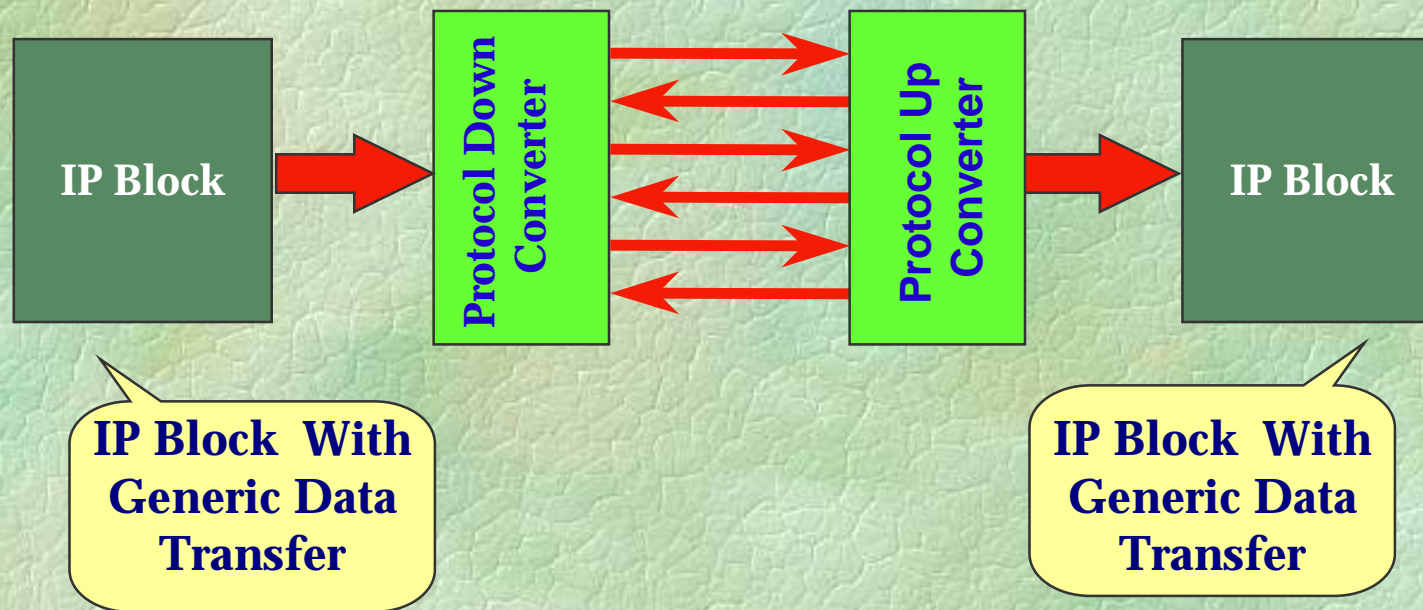 IP Block
Protocol Down
Converter
Protocol Up
Converter
IP Block
IP Block With
Generic Data
Transfer
IP Block With
Generic Data
Transfer